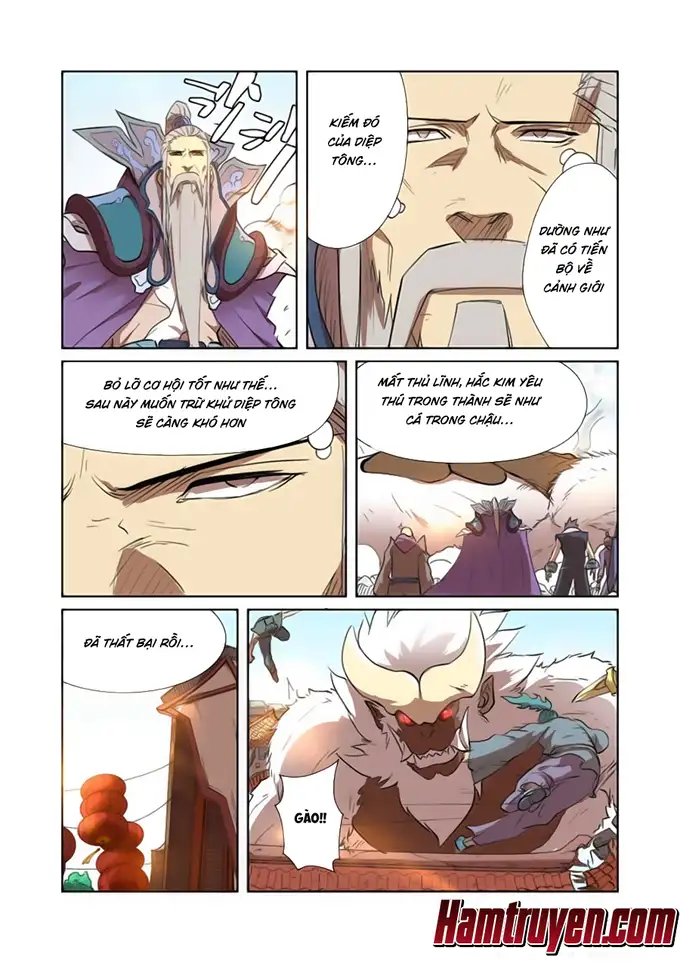 KIẾM ĐÓ
CỦA DIỆP
TÔNG...
DƯỜNG NHƯ
ĐÃ CÓ TIẾN
BỘ VỀ
CẢNH GIỚI
BỎ LỠ CƠ HỘI TỐT NHƯ THẾ...
SAU NÀY MUỐN TRỪ KHỬ DIỆP TÔNG
SẼ CÀNG KHÓ HƠN
MẤT THỦ LĨNH, HẮC KIM YÊU
THÚ TRONG THÀNH SẼ NHƯ
CÁ TRONG CHẬU...
ĐÃ THẤT BẠI RỒI...
GÀO!!
Hamtruyen.com